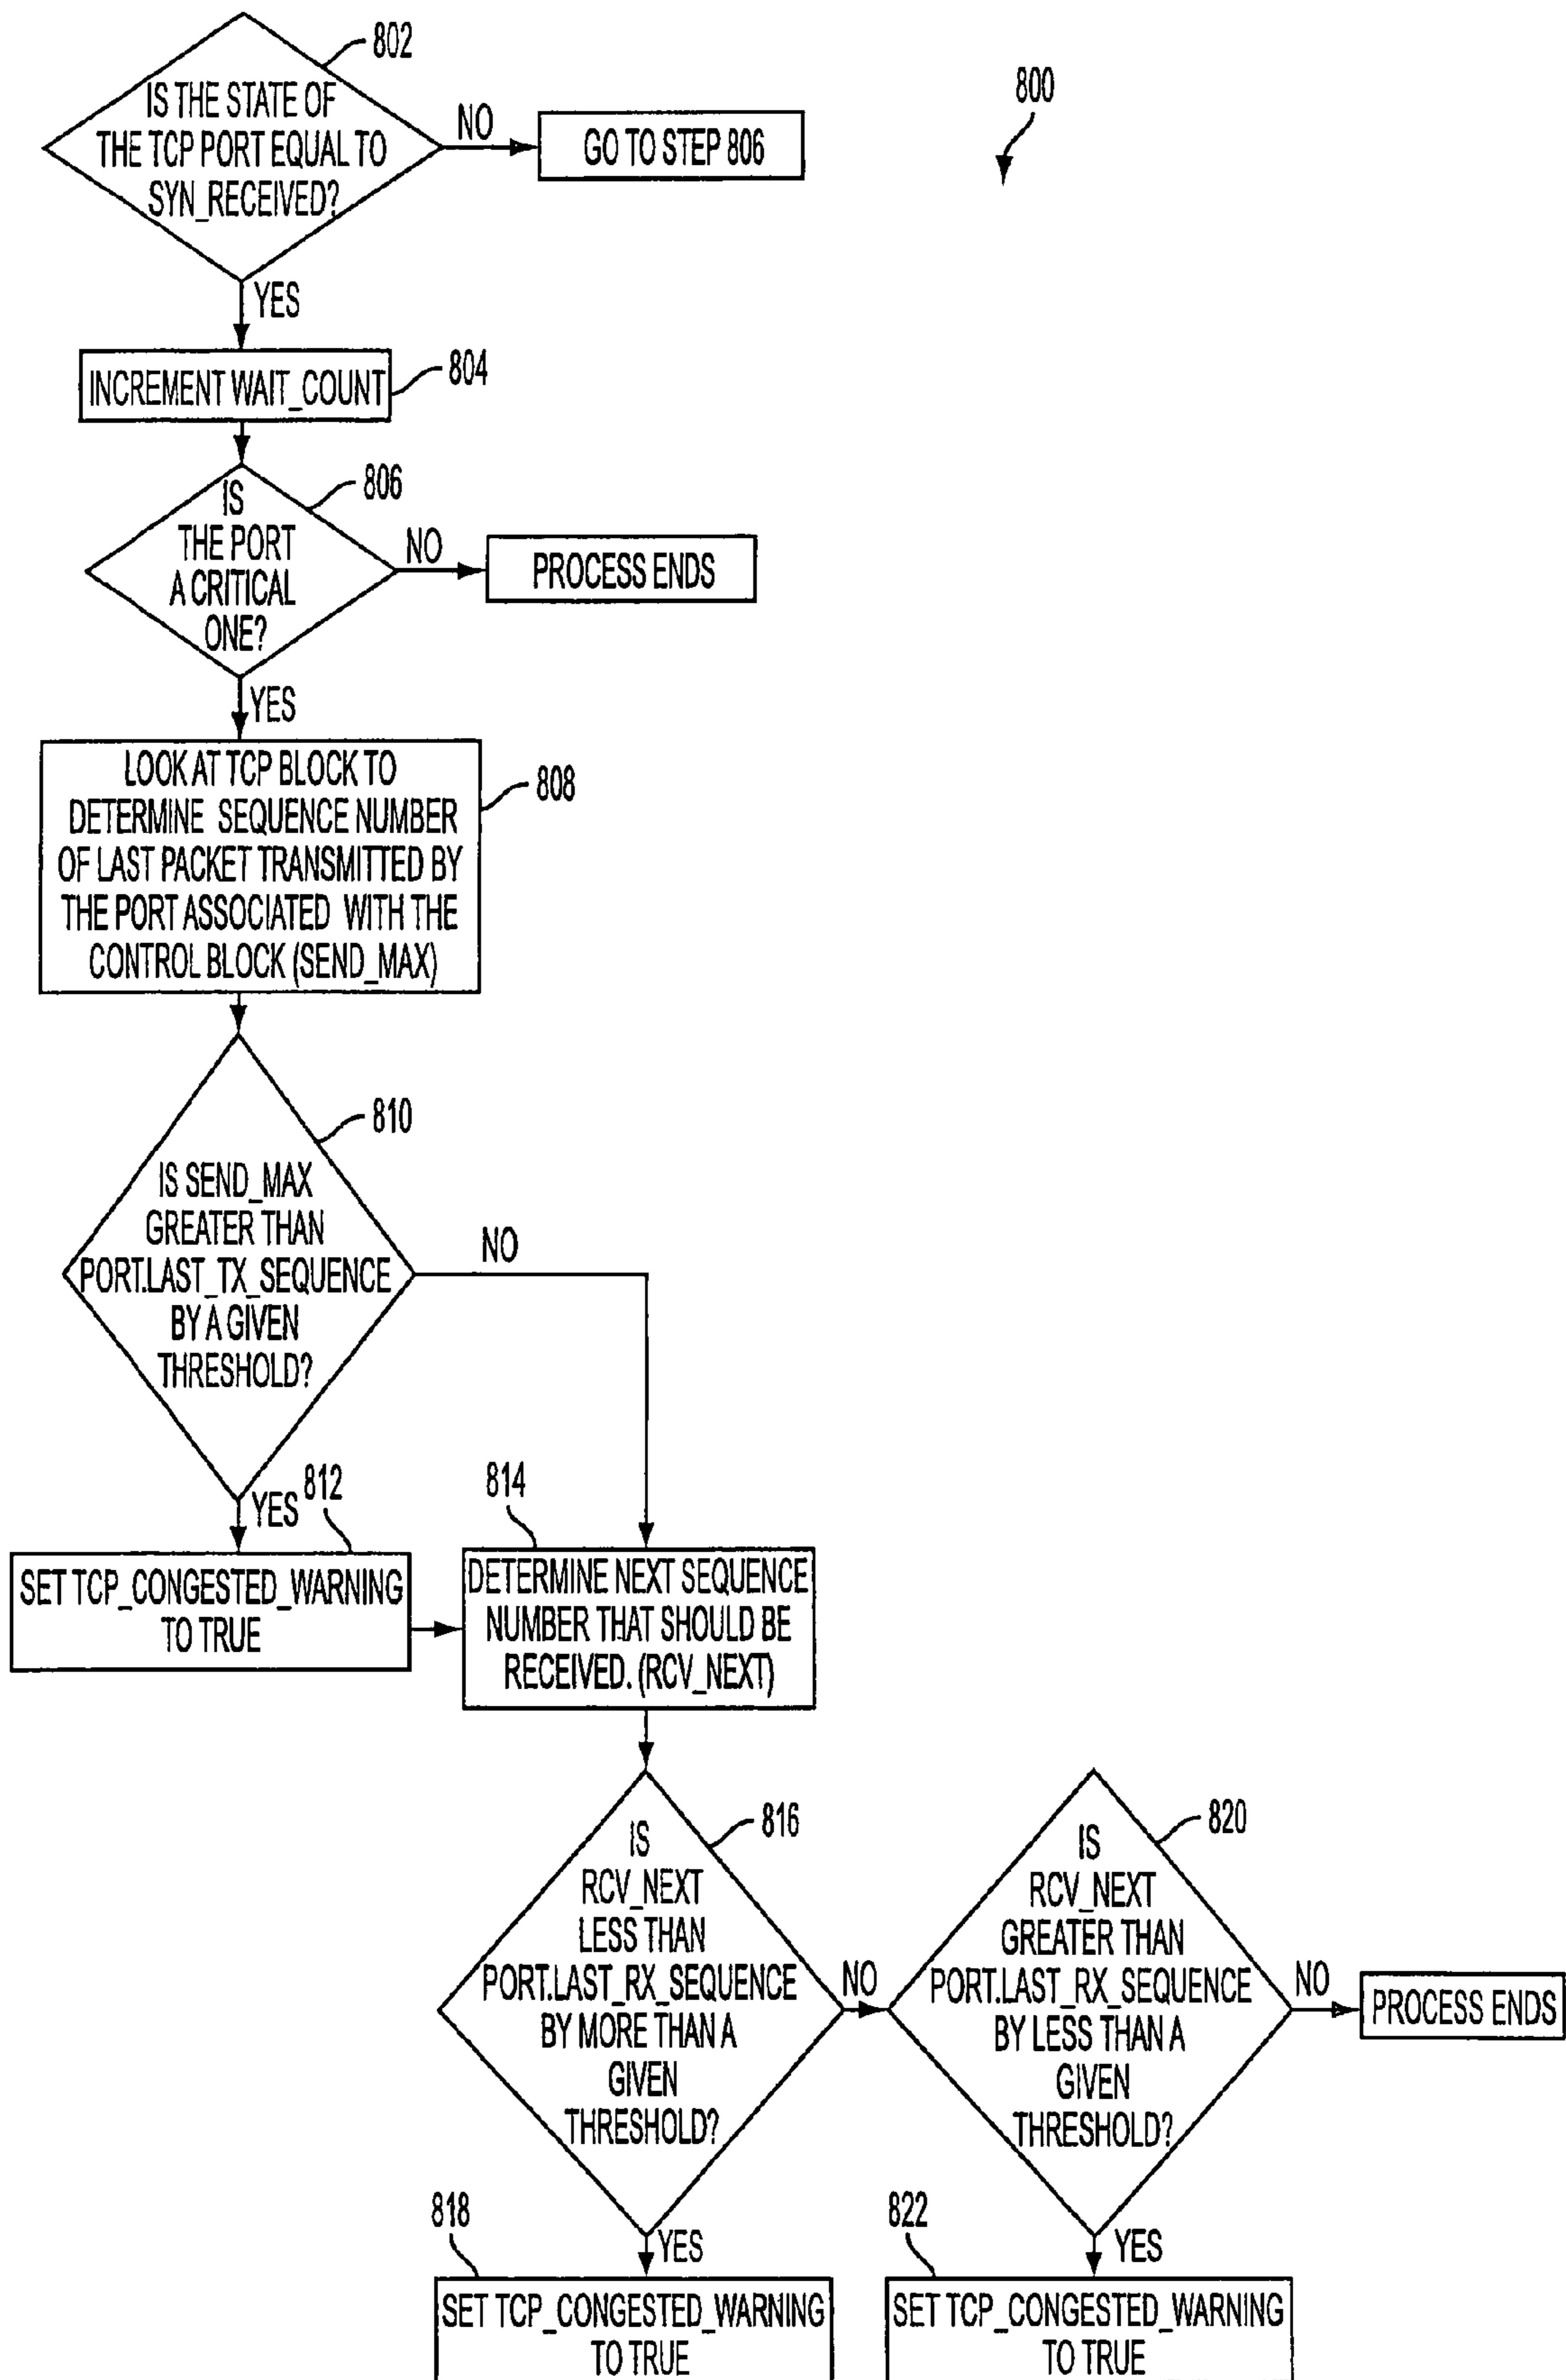 802
IS THE STATE OF
THE TCP PORT EQUAL TO
SYN_RECEIVED?
NO
GO TO STEP 806
800
YES
INCREMENT WAIT_COUNT
804
806
IS
THE PORT
A CRITICAL
ONE?
NO
PROCESS ENDS
YES
LOOK AT TCP BLOCK TO
DETERMINE SEQUENCE NUMBER
OF LAST PACKET TRANSMITTED BY
THE PORT ASSOCIATED WITH THE
CONTROL BLOCK (SEND_MAX)
808
810
IS SEND_MAX
GREATER THAN
PORT.LAST_TX_SEQUENCE
BY A GIVEN
THRESHOLD?
NO
YES
812
SET TCP_CONGESTED_WARNING
TO TRUE
814
DETERMINE NEXT SEQUENCE
NUMBER THAT SHOULD BE
RECEIVED. (RCV_NEXT)
816
IS
RCV_NEXT
LESS THAN
PORT.LAST_RX_SEQUENCE
BY MORE THAN A
GIVEN
THRESHOLD?
NO
820
IS
RCV_NEXT
GREATER THAN
PORT.LAST_RX_SEQUENCE
BY LESS THAN A
GIVEN
THRESHOLD?
NO
PROCESS ENDS
818
YES
SET TCP_CONGESTED_WARNING
TO TRUE
822
YES
SET TCP_CONGESTED_WARNING
TO TRUE